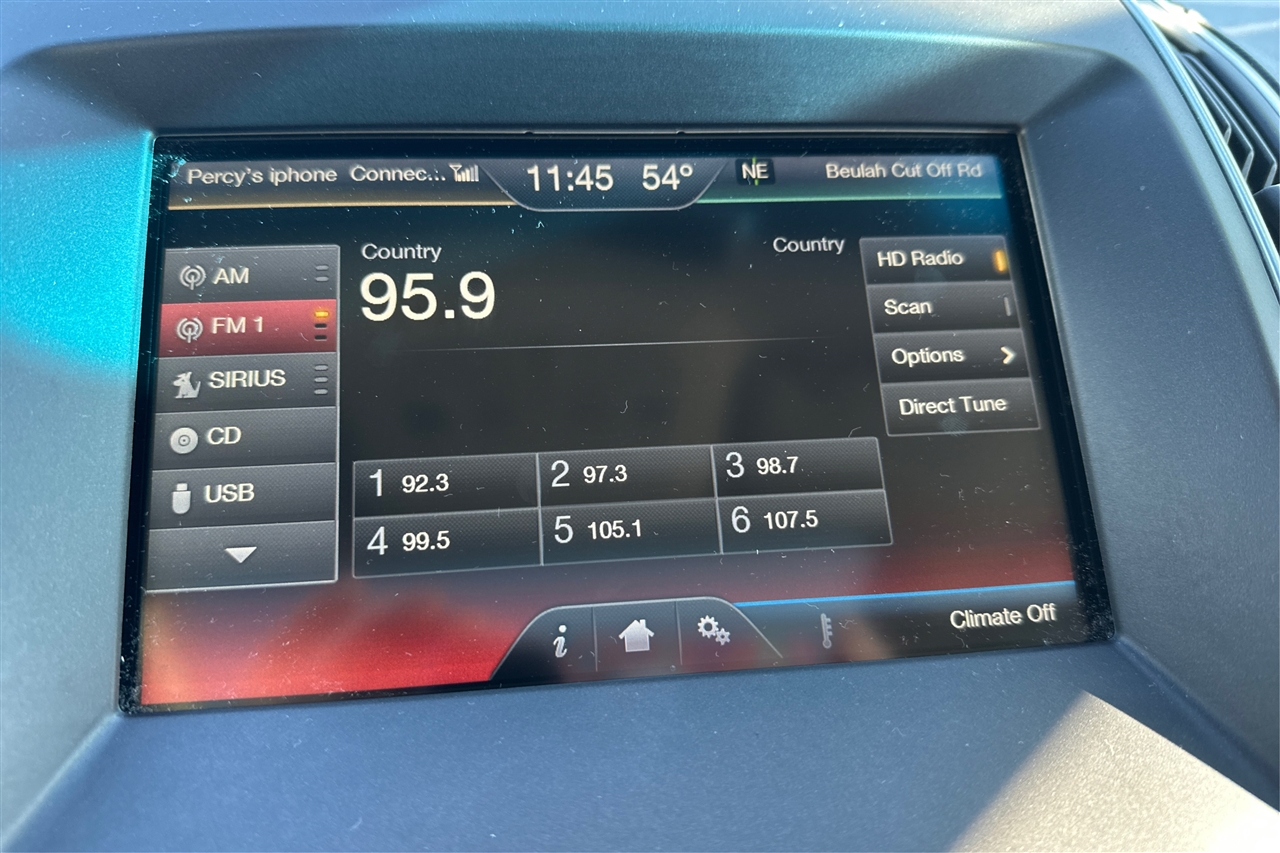 Percy's iphone Connec...
11:45 54°
NE
Beulah Cut Off Rd
AM
FM 1
SIRIUS
CD
USB
Country
95.9
Country
HD Radio
Scan
Options
Direct Tune
1 92.3
2 97.3
3 98.7
4 99.5
5 105.1
6 107.5
i
Climate Off